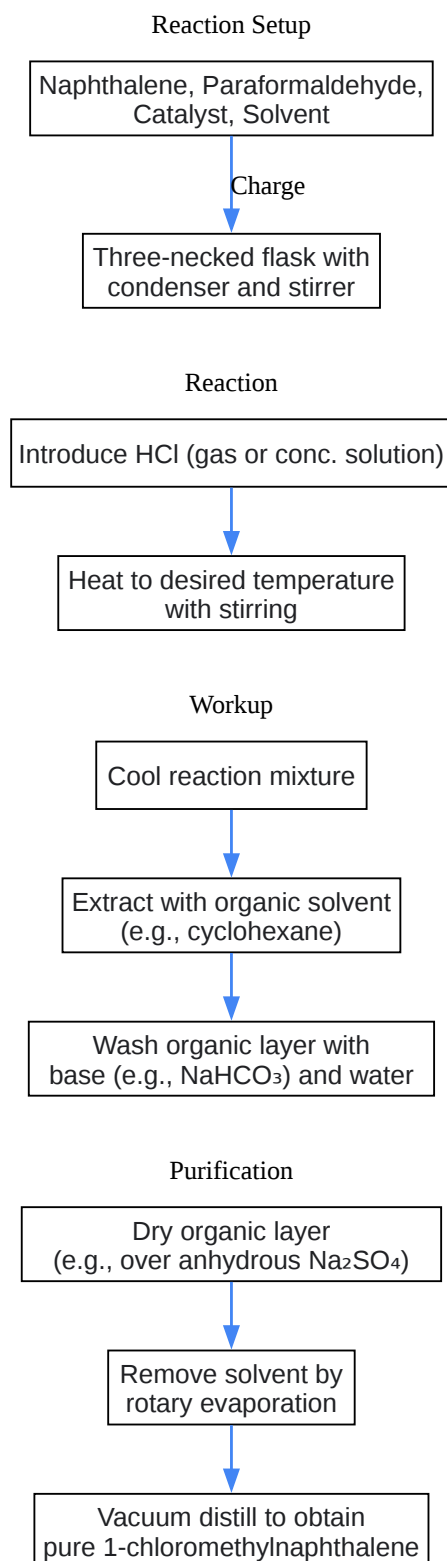 Reaction Setup
Naphthalene, Paraformaldehyde,
Catalyst, Solvent
Charge
Three-necked flask with
condenser and stirrer
Reaction
Introduce HCl (gas or conc. solution)
Heat to desired temperature
with stirring
Workup
Cool reaction mixture
Extract with organic solvent
(e.g., cyclohexane)
Wash organic layer with
base (e.g., NaHCO₃) and water
Purification
Dry organic layer
(e.g., over anhydrous Na₂SO₄)
Remove solvent by
rotary evaporation
Vacuum distill to obtain
pure 1-chloromethylnaphthalene